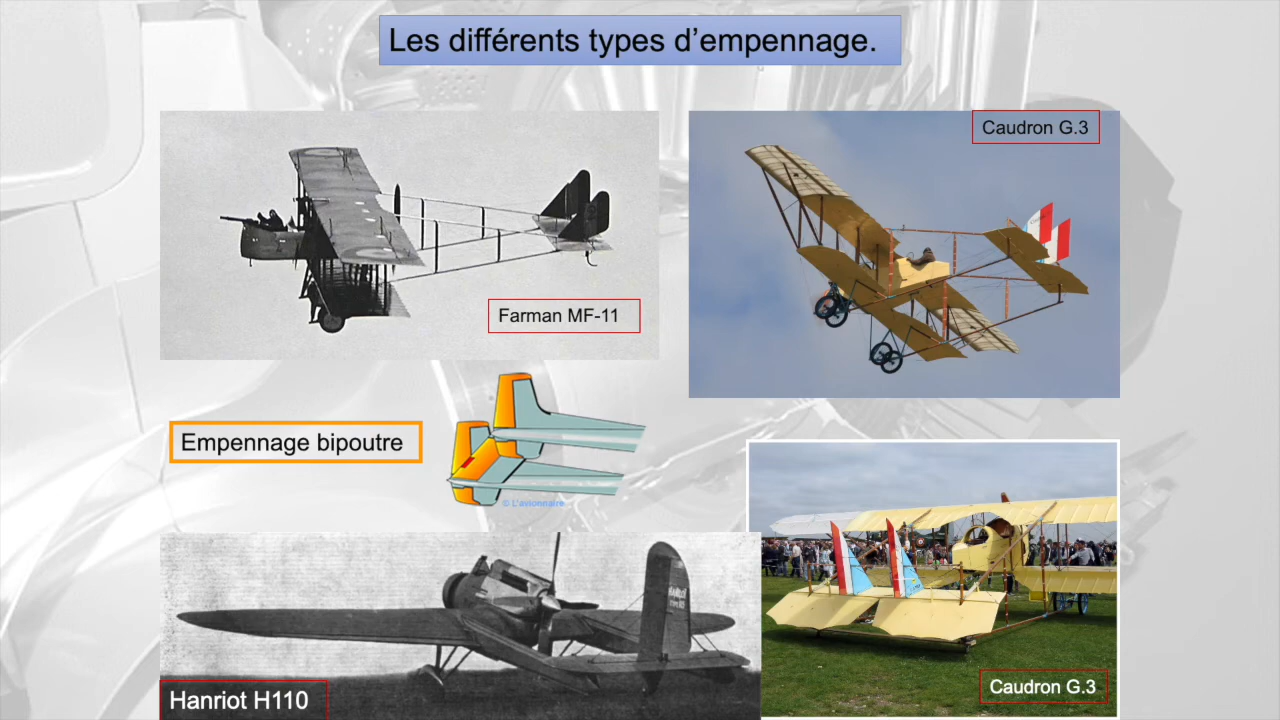 Les différents types d’empennage.
Caudron G.3
Farman MF-11
Empennage bipoutre
© L'avionnaire
Hanriot H110
Caudron G.3